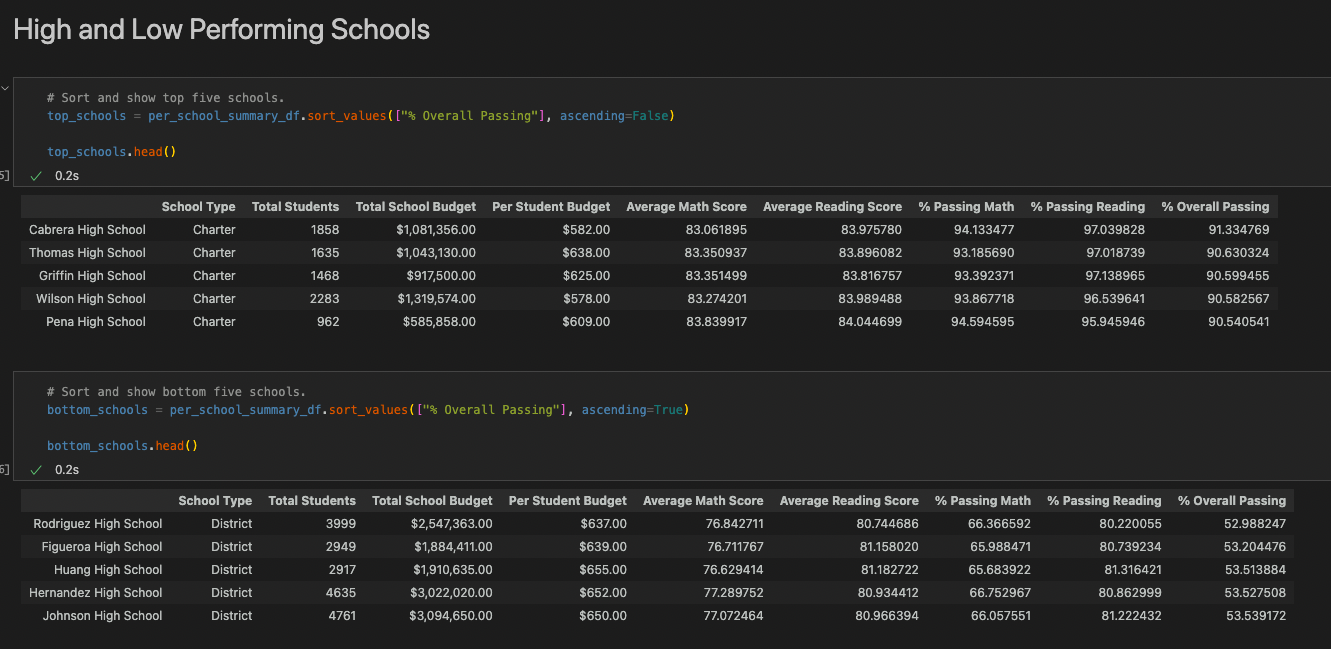 High and Low Performing Schools
# Sort and show top five schools.
top_schools = per_school_summary_df.sort_values(["% Overall Passing"], ascending=False)
top_schools.head()
5]
0.2s
School Type Total Students Total School Budget Per Student Budget Average Math Score Average Reading Score % Passing Math % Passing Reading % Overall Passing
Cabrera High School Charter 1858 $1,081,356.00 $582.00 83.061895 83.975780 94.133477 97.039828 91.334769
Thomas High School Charter 1635 $1,043,130.00 $638.00 83.350937 83.896082 93.185690 97.018739 90.630324
Griffin High School Charter 1468 $917,500.00 $625.00 83.351499 83.816757 93.392371 97.138965 90.599455
Wilson High School Charter 2283 $1,319,574.00 $578.00 83.274201 83.989488 93.867718 96.539641 90.582567
Pena High School Charter 962 $585,858.00 $609.00 83.839917 84.044699 94.594595 95.945946 90.540541
# Sort and show bottom five schools.
bottom_schools = per_school_summary_df.sort_values(["% Overall Passing"], ascending=True)
bottom_schools.head()
6]
0.2s
School Type Total Students Total School Budget Per Student Budget Average Math Score Average Reading Score % Passing Math % Passing Reading % Overall Passing
Rodriguez High School District 3999 $2,547,363.00 $637.00 76.842711 80.744686 66.366592 80.220055 52.988247
Figueroa High School District 2949 $1,884,411.00 $639.00 76.711767 81.158020 65.988471 80.739234 53.204476
Huang High School District 2917 $1,910,635.00 $655.00 76.629414 81.182722 65.683922 81.316421 53.513884
Hernandez High School District 4635 $3,022,020.00 $652.00 77.289752 80.934412 66.752967 80.862999 53.527508
Johnson High School District 4761 $3,094,650.00 $650.00 77.072464 80.966394 66.057551 81.222432 53.539172